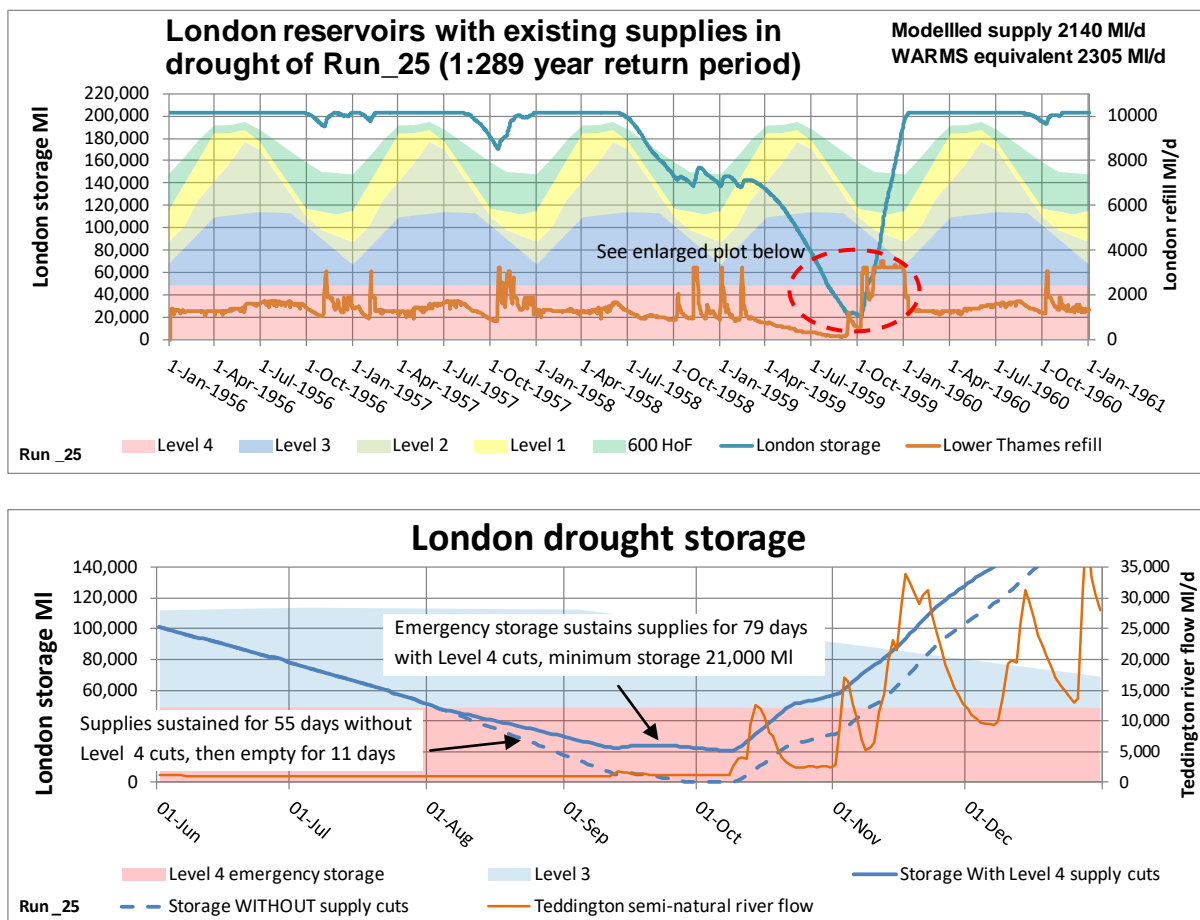 London reservoirs with existing supplies in
drought of Run_25 (1:289 year return period)
Modellled supply 2140 Ml/d
WARMS equivalent 2305 Ml/d
London storage Ml
220,000
200,000
180,000
160,000
140,000
120,000
100,000
80,000
60,000
40,000
20,000
0
See enlarged plot below
10000
8000
6000
4000
2000
0
London refill Ml/d
1-Jan-1956
1-Apr-1956
1-Jul-1956
1-Oct-1956
1-Jan-1957
1-Apr-1957
1-Jul-1957
1-Oct-1957
1-Jan-1958
1-Apr-1958
1-Jul-1958
1-Oct-1958
1-Jan-1959
1-Apr-1959
1-Jul-1959
1-Oct-1959
1-Jan-1960
1-Apr-1960
1-Jul-1960
1-Oct-1960
1-Jan-1961
Run _25
Level 4
Level 3
Level 2
Level 1
600 HoF
London storage
Lower Thames refill
London drought storage
London storage Ml
140,000
120,000
100,000
80,000
60,000
40,000
20,000
0
Emergency storage sustains supplies for 79 days
with Level 4 cuts, minimum storage 21,000 Ml
Supplies sustained for 55 days without
Level 4 cuts, then empty for 11 days
35,000
30,000
25,000
20,000
15,000
10,000
5,000
0
Teddington river flow Ml/d
01-Jun
01-Jul
01-Aug
01-Sep
01-Oct
01-Nov
01-Dec
Level 4 emergency storage
Level 3
Storage With Level 4 supply cuts
Run _25
Storage WITHOUT supply cuts
Teddington semi-natural river flow